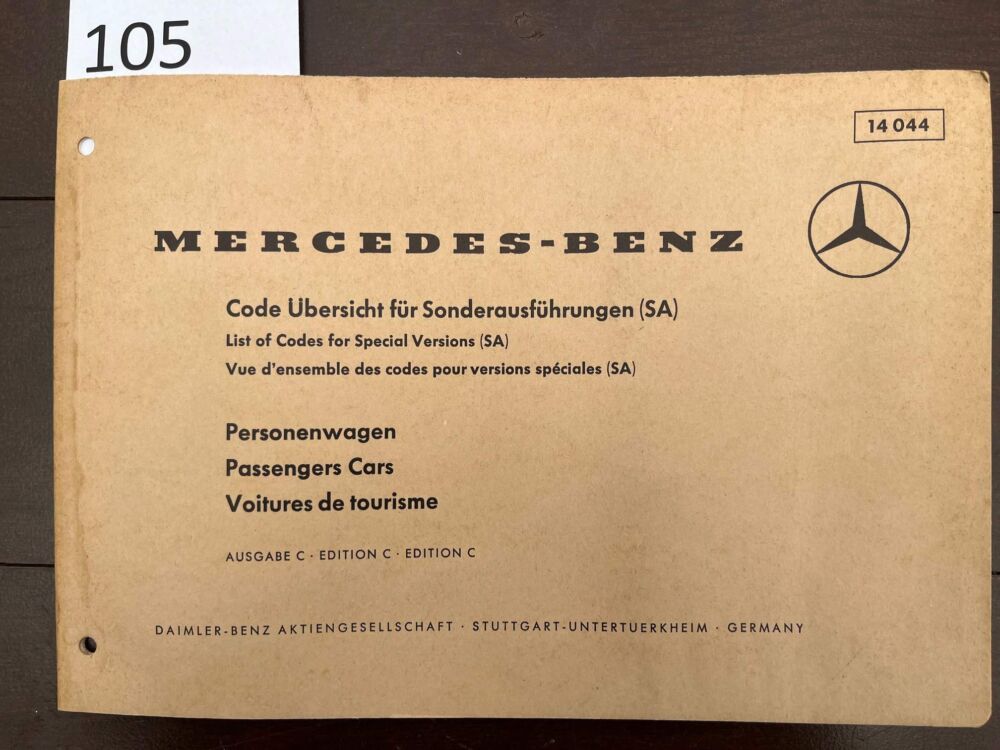 105
14 044
MERCEDES-BENZ
Code Übersicht für Sonderausführungen (SA)
List of Codes for Special Versions (SA)
Vue d'ensemble des codes pour versions spéciales (SA)
Personenwagen
Passengers Cars
Voitures de tourisme
AUSGABE C · EDITION C · EDITION C
DAIMLER-BENZ AKTIENGESELLSCHAFT · STUTTGART-UNTERTUERKHEIM · GERMANY